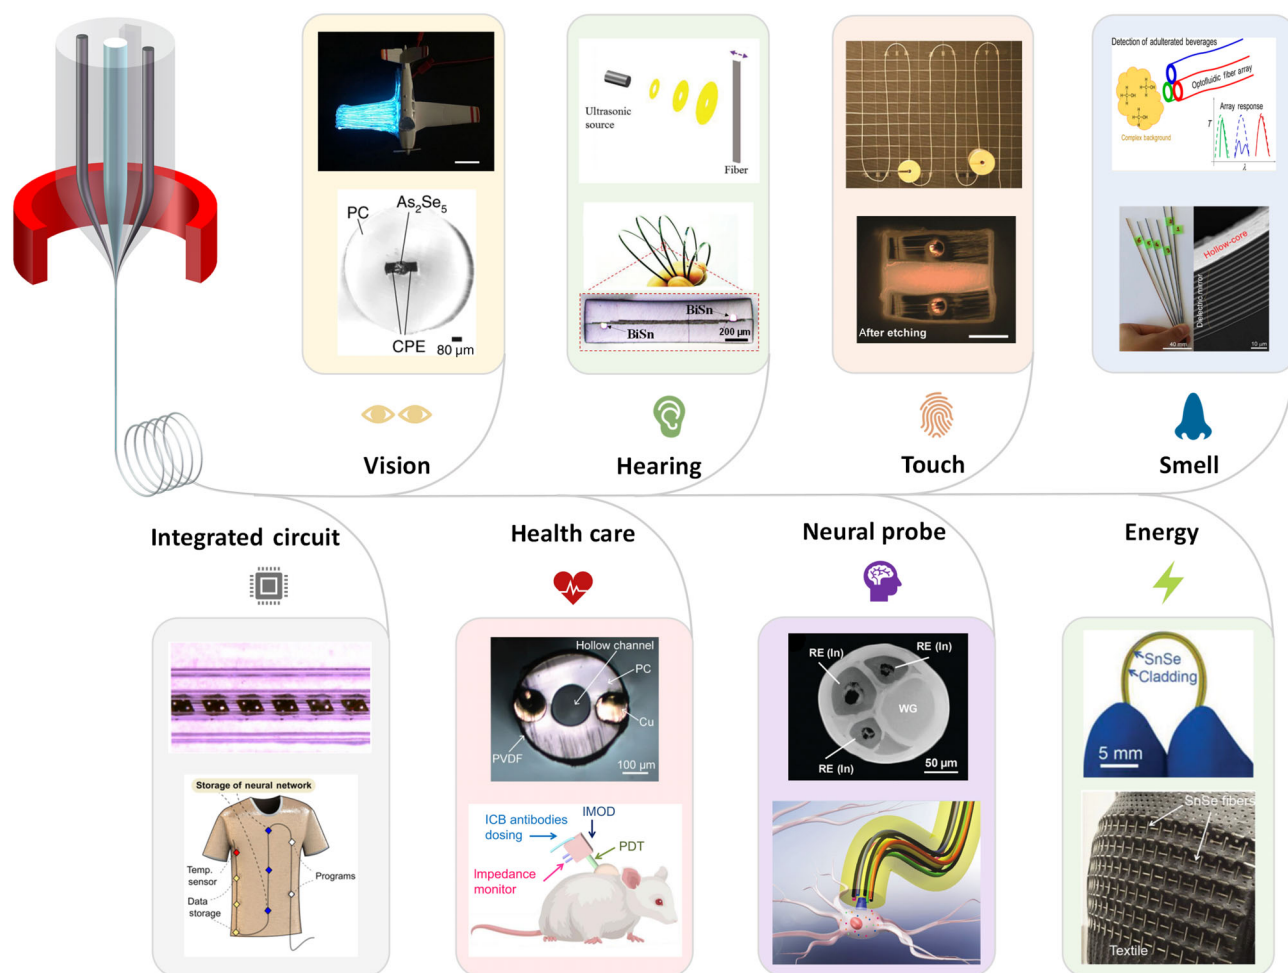 Ultrasonic
source
Fiber
BiSn
BiSn
200 μm
PC
As₂Se₅
CPE
80 μm
After etching
Detection of adulterated beverages
Optofluidic fiber array
Array response
T
λ
Complex background
Hollow-core
Dielectric mirror
40 mm
10 μm
Vision
Hearing
Touch
Smell
Integrated circuit
Health care
Neural probe
Energy
Storage of neural network
Temp.
sensor
Data
storage
Programs
Hollow channel
PC
Cu
PVDF
100 μm
ICB antibodies
dosing
IMOD
PDT
Impedance
monitor
RE (In)
RE (In)
WG
RE (In)
50 μm
SnSe
Cladding
5 mm
SnSe fibers
Textile